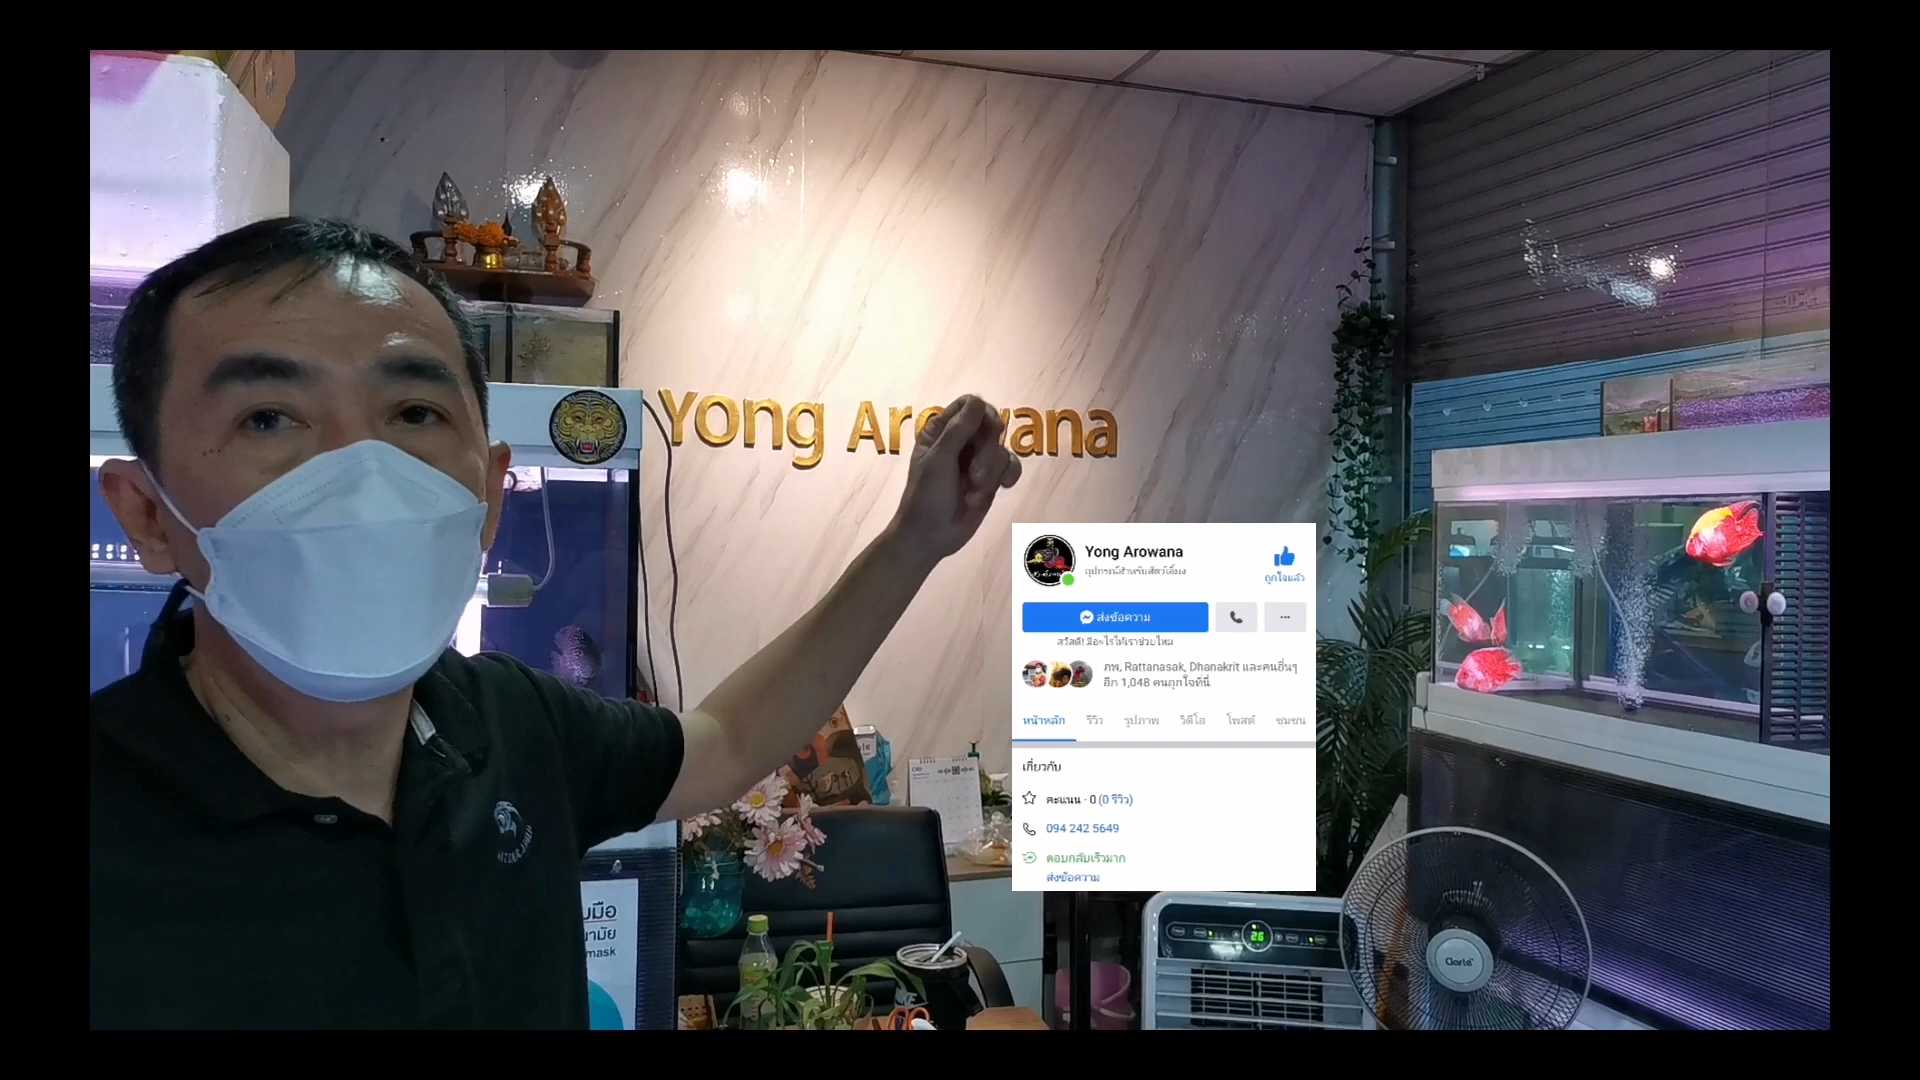 Yong Arowana
Yong Arowana
อุปกรณ์สำหรับสัตว์เลี้ยง
ถูกใจแล้ว
ส่งข้อความ
สวัสดี! มีอะไรให้เราช่วยไหม
ภพ, Rattanasak, Dhanakrit และคนอื่นๆ
อีก 1,048 คนถูกใจที่นี่
หน้าหลัก รีวิว รูปภาพ วิดีโอ โพสต์ ชุมชน
เกี่ยวกับ
คะแนน · 0 (0 รีวิว)
094 242 5649
ตอบกลับเร็วมาก
ส่งข้อความ
มือ
mask
26
Clarté